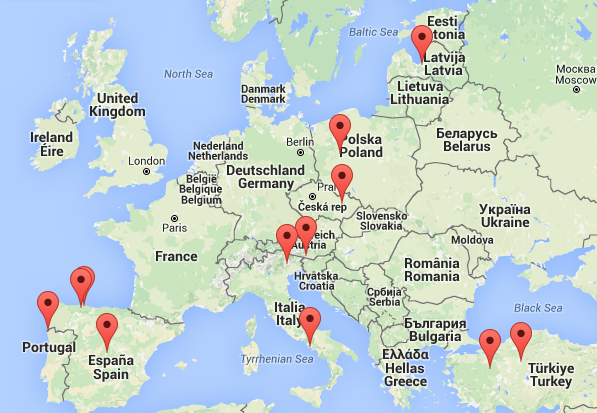 Baltic Sea
Eesti
Estonia
Latvija
Latvia
Москва
Moscow
North Sea
Danmark
Denmark
Lietuva
Lithuania
United
Kingdom
Ireland
Éire
Беларусь
Belarus
Polska
Poland
Berlin
Nederland
Netherlands
London
Deutschland
Germany
België
Belgique
Belgium
Česká rep
Slovensko
Slovakia
Україна
Ukraine
Paris
Austria
Moldova
France
România
Romania
Hrvatska
Croatia
Србија
Serbia
Italia
Italy
Black Sea
България
Bulgaria
Portugal
España
Spain
Tyrrhenian Sea
Ελλάδα
Hellas
Greece
Türkiye
Turkey